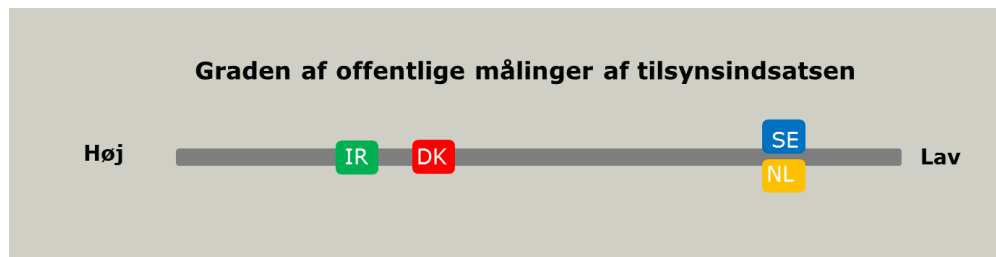 Graden af offentlige målinger af tilsynsindsatsen
SE
Høj IR DK Lav
NL